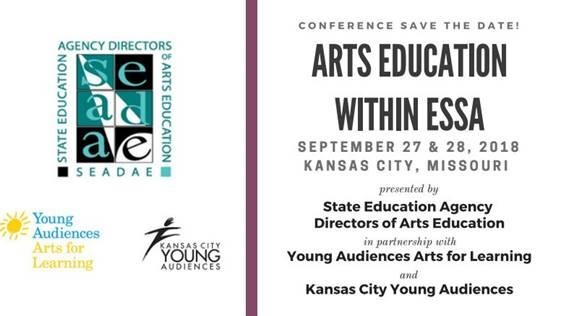 STATE EDUCATION
AGENCY DIRECTORS
OF ARTS EDUCATION
se
ad
ae
SEADAE
Young
Audiences
Arts for
Learning
KANSAS CITY
YOUNG
AUDIENCES
CONFERENCE SAVE THE DATE!
ARTS EDUCATION
WITHIN ESSA
SEPTEMBER 27 & 28, 2018
KANSAS CITY, MISSOURI
presented by
State Education Agency
Directors of Arts Education
in partnership with
Young Audiences Arts for Learning
and
Kansas City Young Audiences